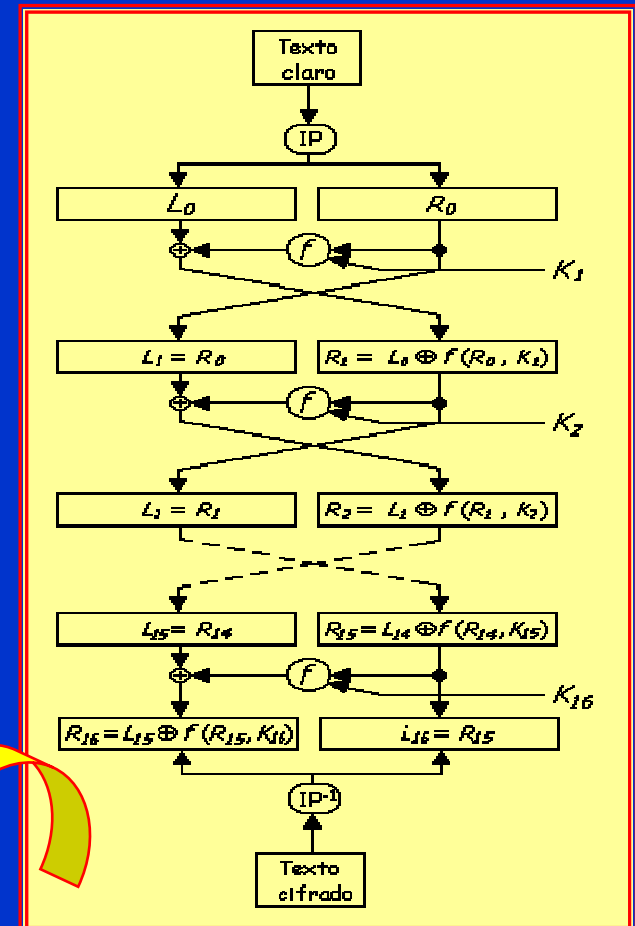 Texto
claro
IP
L₀ R₀
f
K₁
L₁ = R₀ R₁ = L₀ ⊕ f(R₀ , K₁)
f
K₂
L₂ = R₁ R₂ = L₁ ⊕ f(R₁ , K₂)
L₁₅= R₁₄ R₁₅=L₁₄⊕f(R₁₄,K₁₅)
f
K₁₆
R₁₆=L₁₅⊕f(R₁₅,K₁₆) L₁₆= R₁₅
IP⁻¹
Texto
cifrado